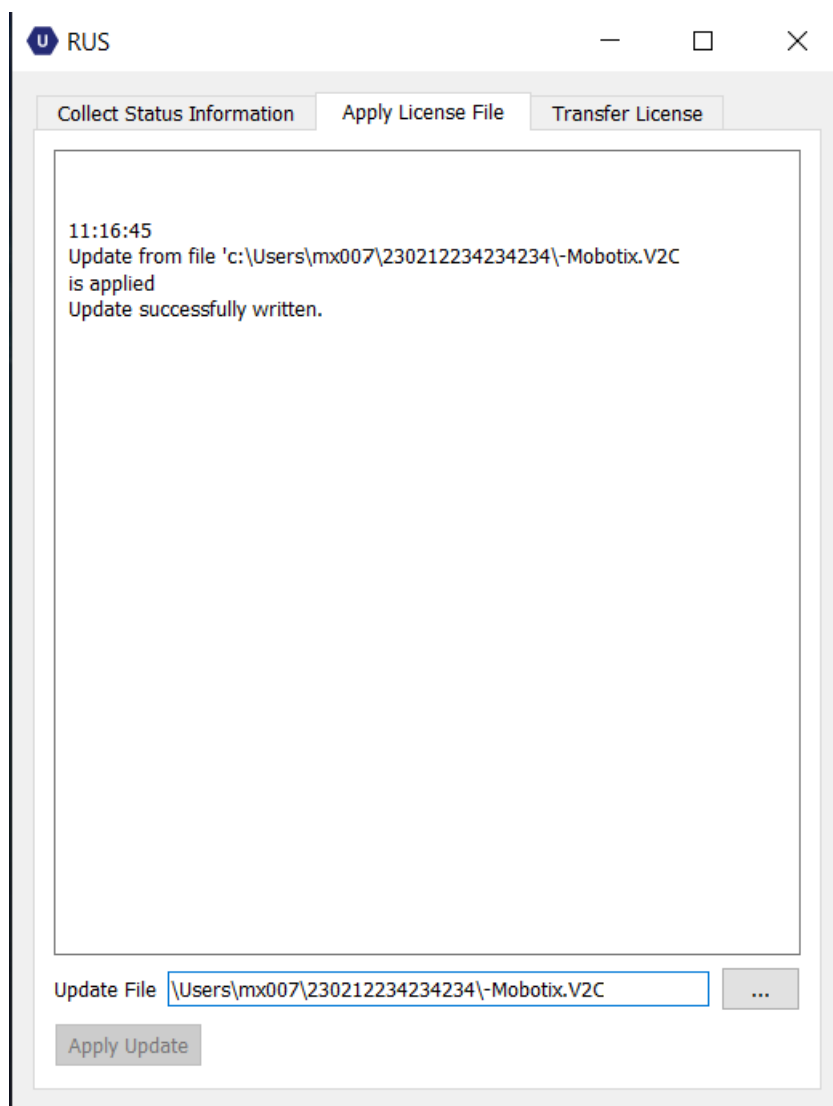 U RUS
Collect Status Information Apply License File Transfer License
11:16:45
Update from file 'c:\Users\mx007\230212234234234\-Mobotix.V2C
is applied
Update successfully written.
Update File \Users\mx007\230212234234234\-Mobotix.V2C ...
Apply Update